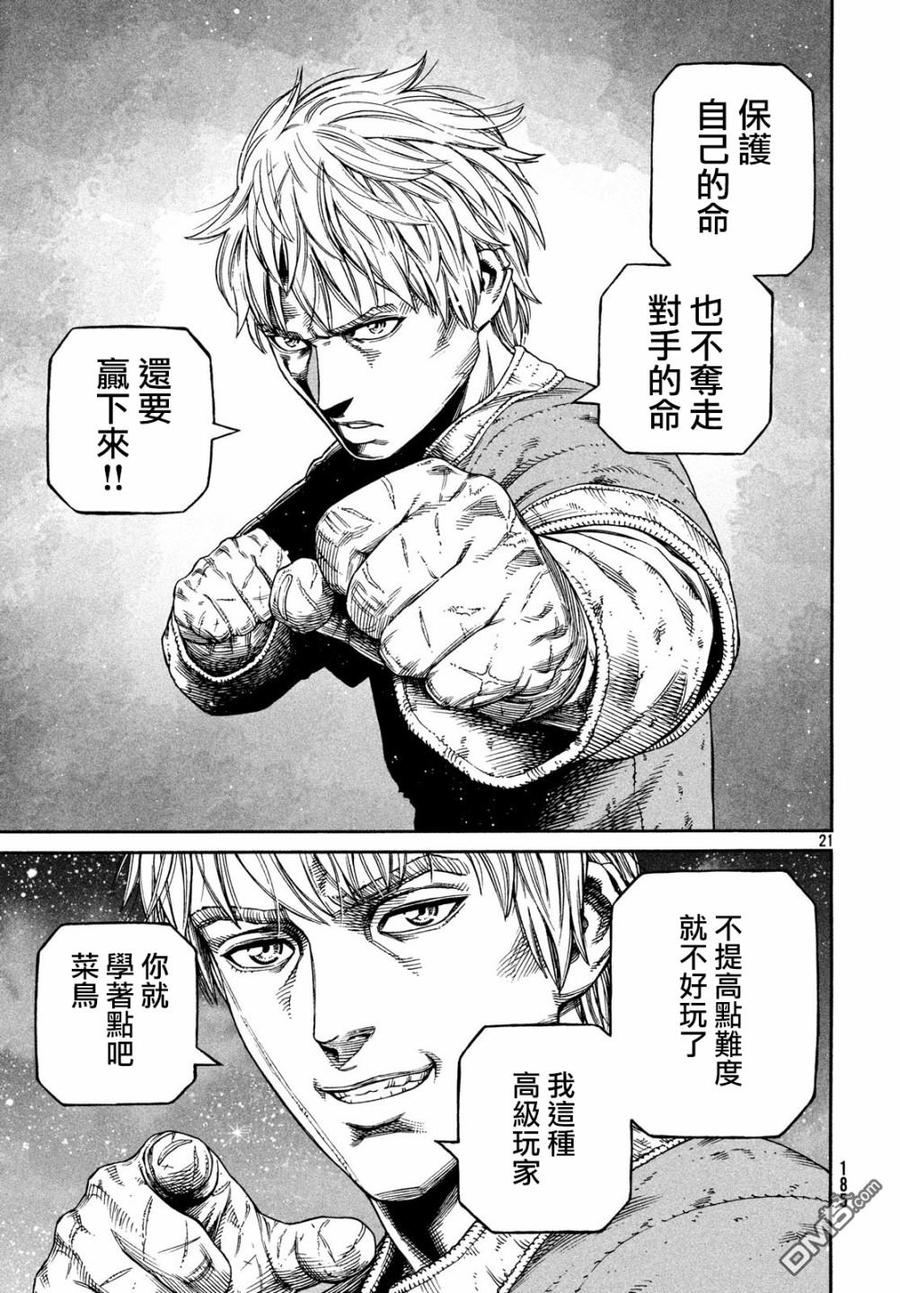 保護
自己的命
也不奪走
對手的命
還要
贏下來!!
21
不提高點難度
就不好玩了
我這種
高級玩家
你就
學著點吧
菜鳥
DM5.com